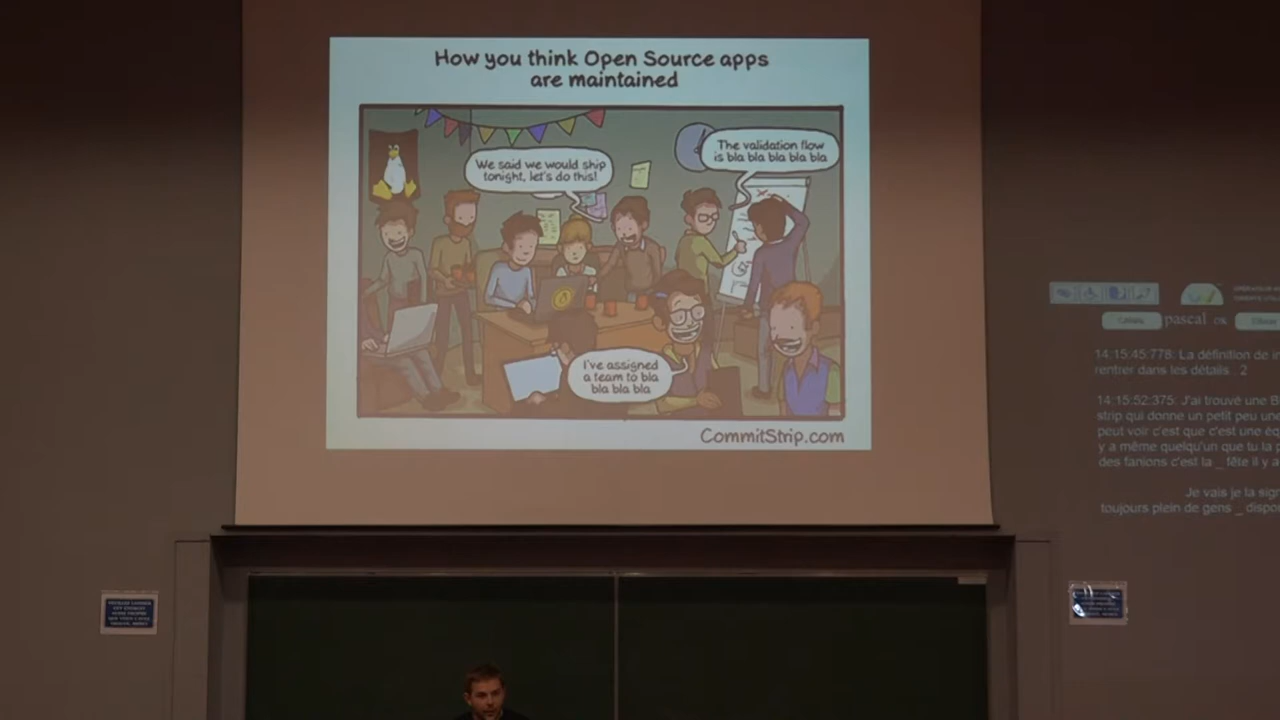 How you think Open Source apps
are maintained
We said we would ship
tonight, let's do this!
The validation flow
is bla bla bla bla bla
I've assigned
a team to bla
bla bla bla
CommitStrip.com
pascal
14:15:45:778: La définition de
rentrer dans les détails . 2
14:15:52:375: J'ai trouvé une B
strip qui donne un petit peu une
peut voir c'est que c'est une éq
y a même quelqu'un que tu la p
des fanions c'est la _ fête il y a
Je vais je la sign
toujours plein de gens _ dispo